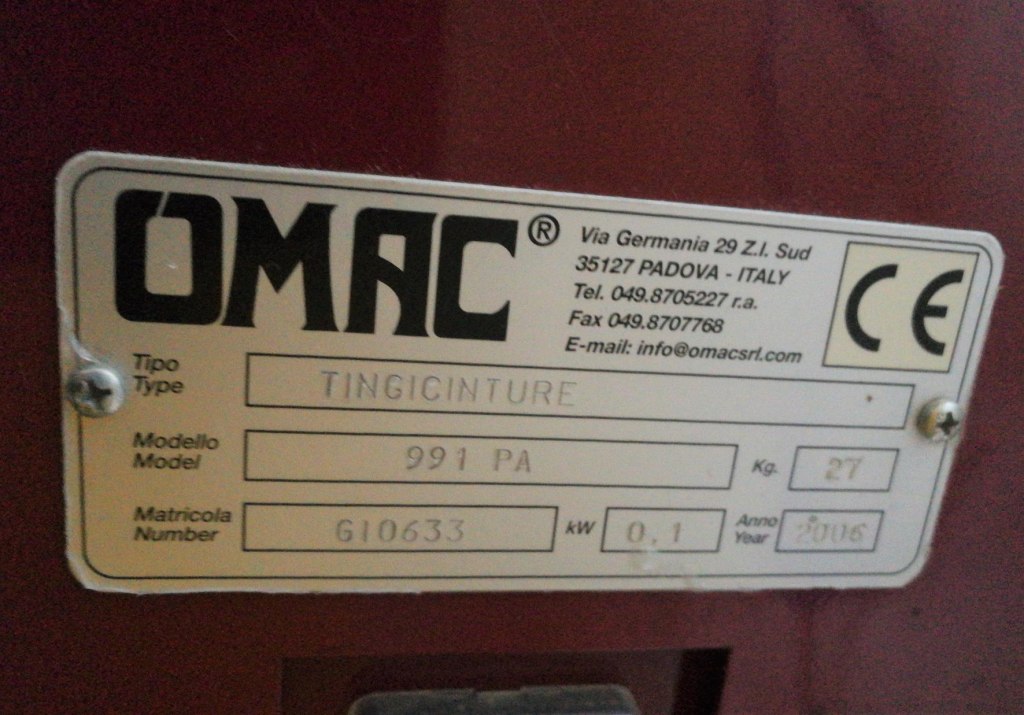 OMAC®
Via Germania 29 Z.I. Sud
35127 PADOVA - ITALY
Tel. 049.8705227 r.a.
Fax 049.8707768
E-mail: info@omacsrl.com
CE
Tipo
Type
TINGICINTURE
Modello
Model
991 PA
Kg.
27
Matricola
Number
GI0633
kW
0,1
Anno
Year
2006